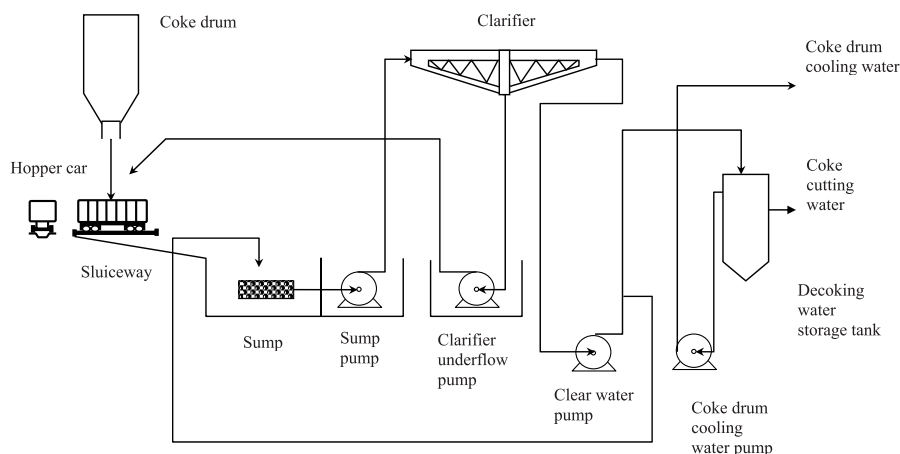 Coke drum
Clarifier
Coke drum
cooling water
Hopper car
Coke
cutting
water
Sluiceway
Decoking
water
storage tank
Sump
Sump
pump
Clarifier
underflow
pump
Clear water
pump
Coke drum
cooling
water pump